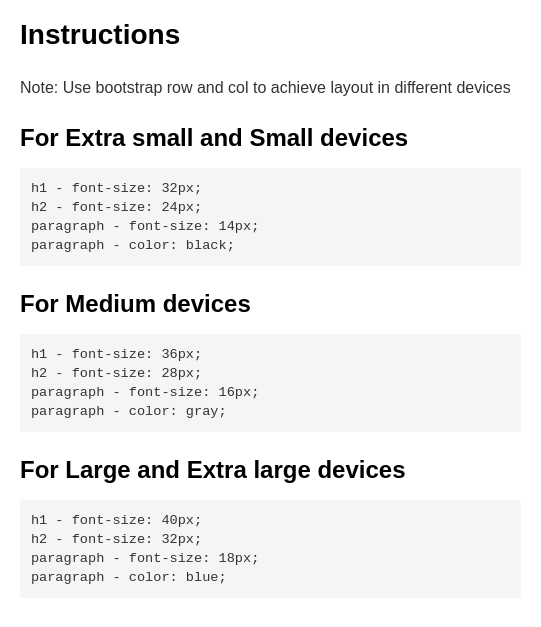 Instructions
Note: Use bootstrap row and col to achieve layout in different devices
For Extra small and Small devices
h1 - font-size: 32px;
h2 - font-size: 24px;
paragraph - font-size: 14px;
paragraph - color: black;
For Medium devices
h1 - font-size: 36px;
h2 - font-size: 28px;
paragraph - font-size: 16px;
paragraph - color: gray;
For Large and Extra large devices
h1 - font-size: 40px;
h2 - font-size: 32px;
paragraph - font-size: 18px;
paragraph - color: blue;